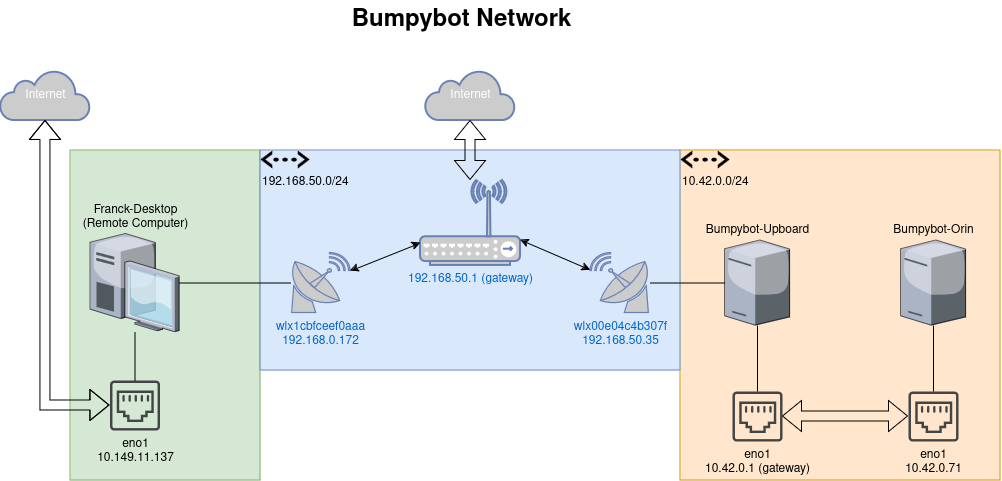 Bumpybot Network
Internet
Internet
192.168.50.0/24
10.42.0.0/24
Franck-Desktop
(Remote Computer)
Bumpybot-Upboard
Bumpybot-Orin
192.168.50.1 (gateway)
wlx1cbfceef0aaa
192.168.0.172
wlx00e04c4b307f
192.168.50.35
eno1
10.149.11.137
eno1
10.42.0.1 (gateway)
eno1
10.42.0.71